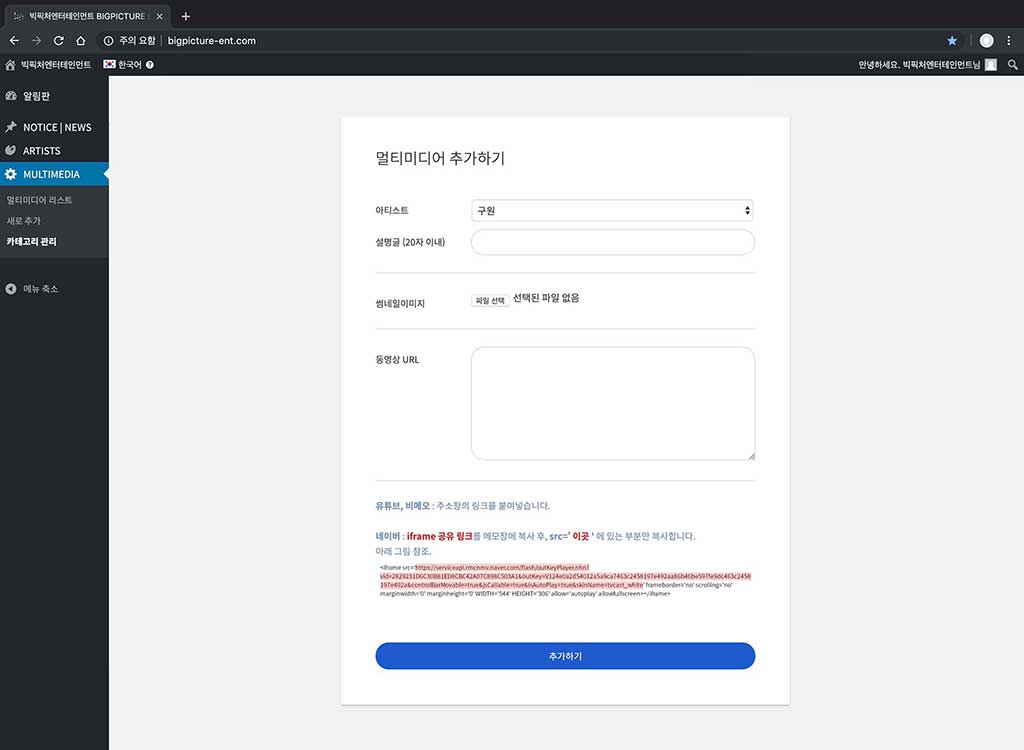 빅픽처엔터테인먼트 BIGPICTURE
주의 요함 | bigpicture-ent.com
빅픽처엔터테인먼트 한국어
안녕하세요, 빅픽처엔터테인먼트님
알림판
NOTICE | NEWS
ARTISTS
MULTIMEDIA
멀티미디어 리스트
새로 추가
카테고리 관리
메뉴 축소
멀티미디어 추가하기
아티스트 구원
설명글 (20자 이내)
썸네일이미지 파일 선택 선택된 파일 없음
동영상 URL
유튜브, 비메오 : 주소창의 링크를 붙여넣습니다.
네이버 : iframe 공유 링크를 메모장에 복사 후, src=' 이곳 ' 에 있는 부분만 복사합니다.
아래 그림 참조.
<iframe src='https://serviceapi.rmcnmv.naver.com/flash/outKeyPlayer.nhn?
197e492a&controlBarMovable=true&jsCallable=true&isAutoPlay=true&skinName=tvcast_white' frameborder='no' scrolling='no'
marginwidth='0' marginheight='0' WIDTH='544' HEIGHT='306' allow='autoplay' allowfullscreen></iframe>
추가하기